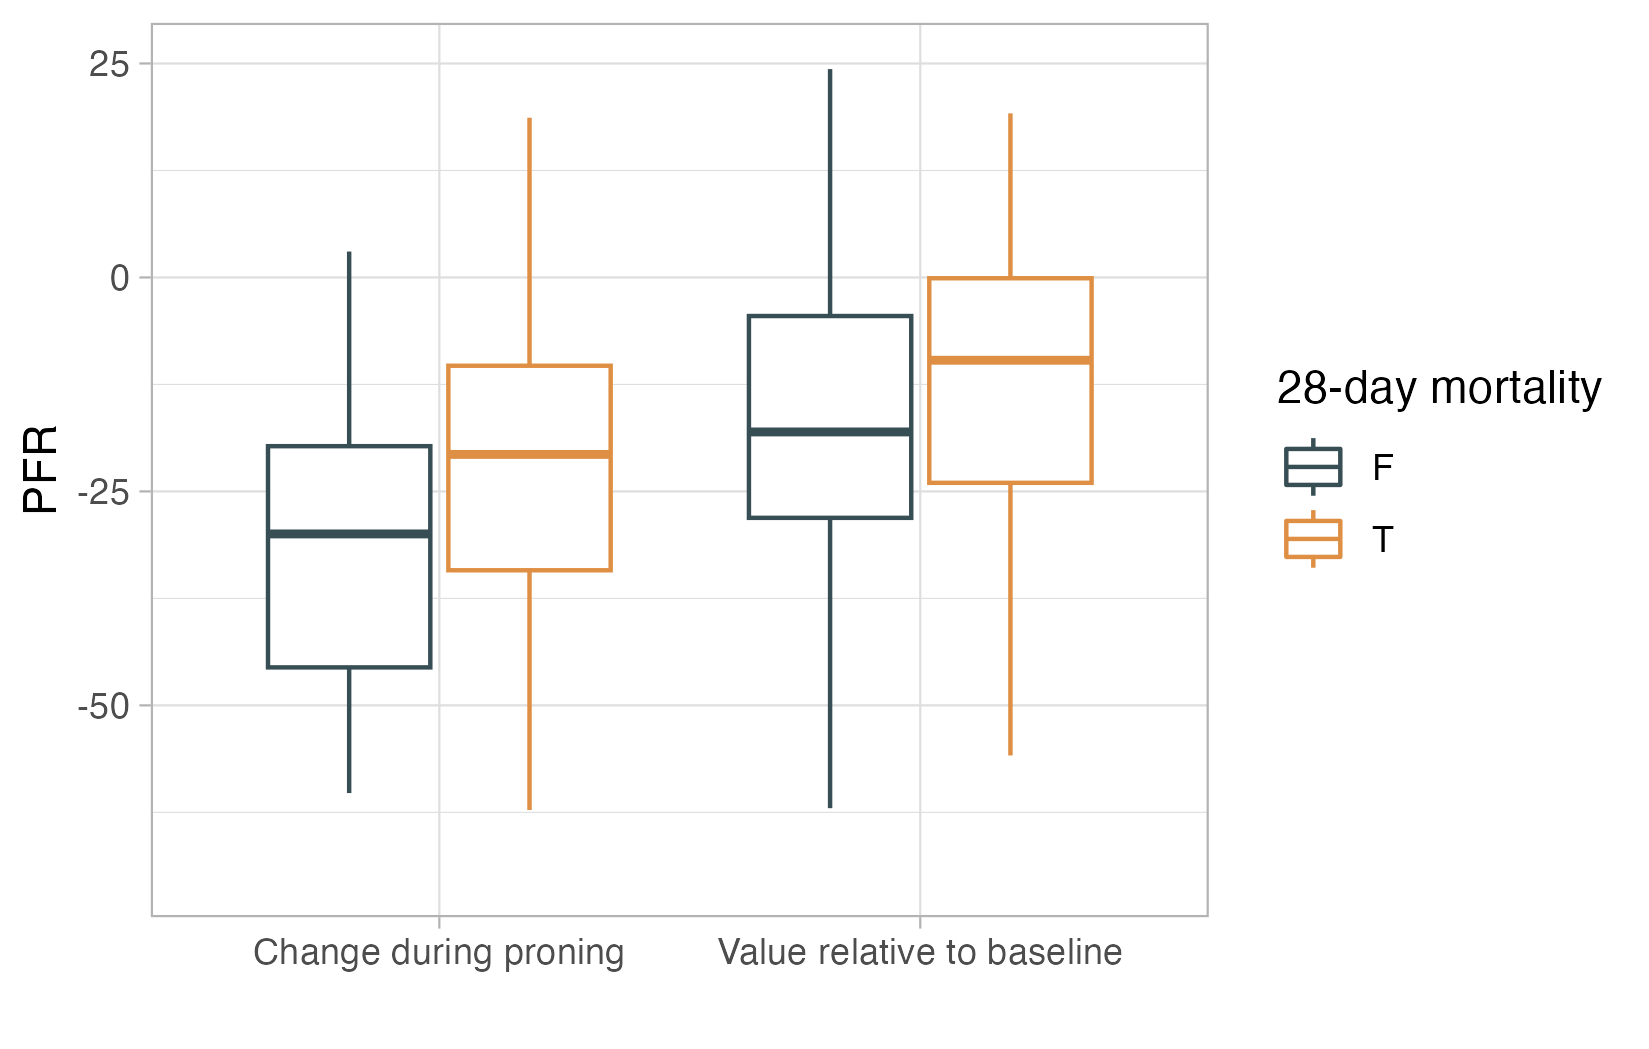 25
0
-25
-50
PFR
Change during proning
Value relative to baseline
28-day mortality
F
T